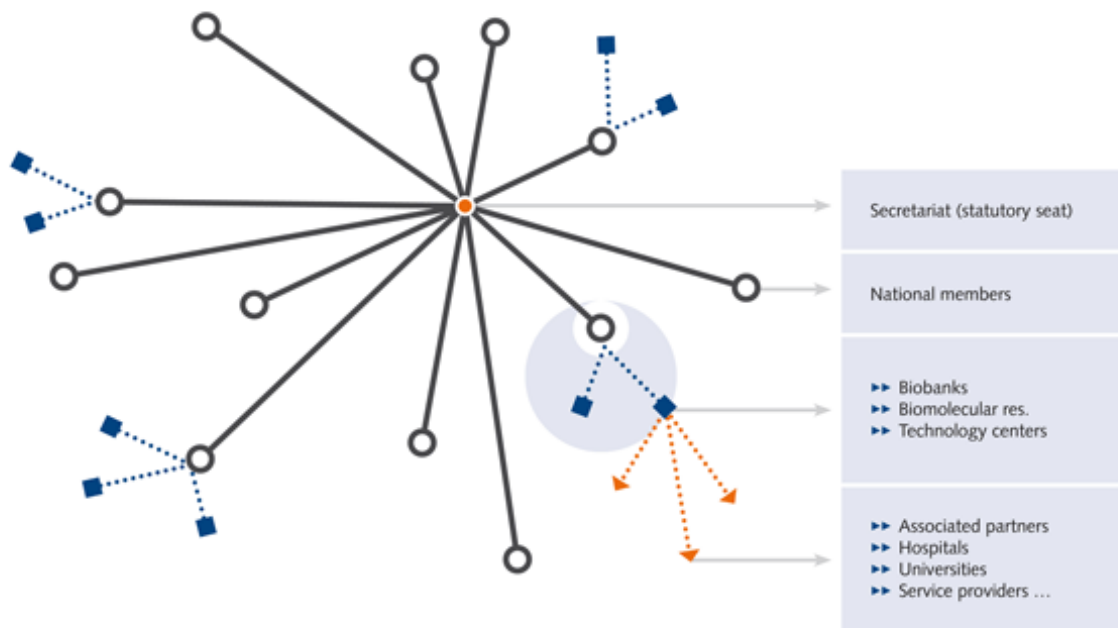 Secretariat (statutory seat)
National members
Biobanks
Biomolecular res.
Technology centers
Associated partners
Hospitals
Universities
Service providers ...